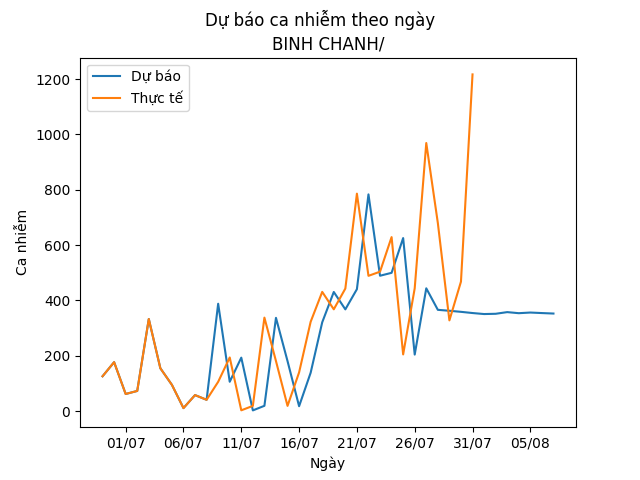 Dự báo ca nhiễm theo ngày
BINH CHANH/
Dự báo
Thực tế
1200
1000
800
600
400
200
0
Ca nhiễm
01/07 06/07 11/07 16/07 21/07 26/07 31/07 05/08
Ngày